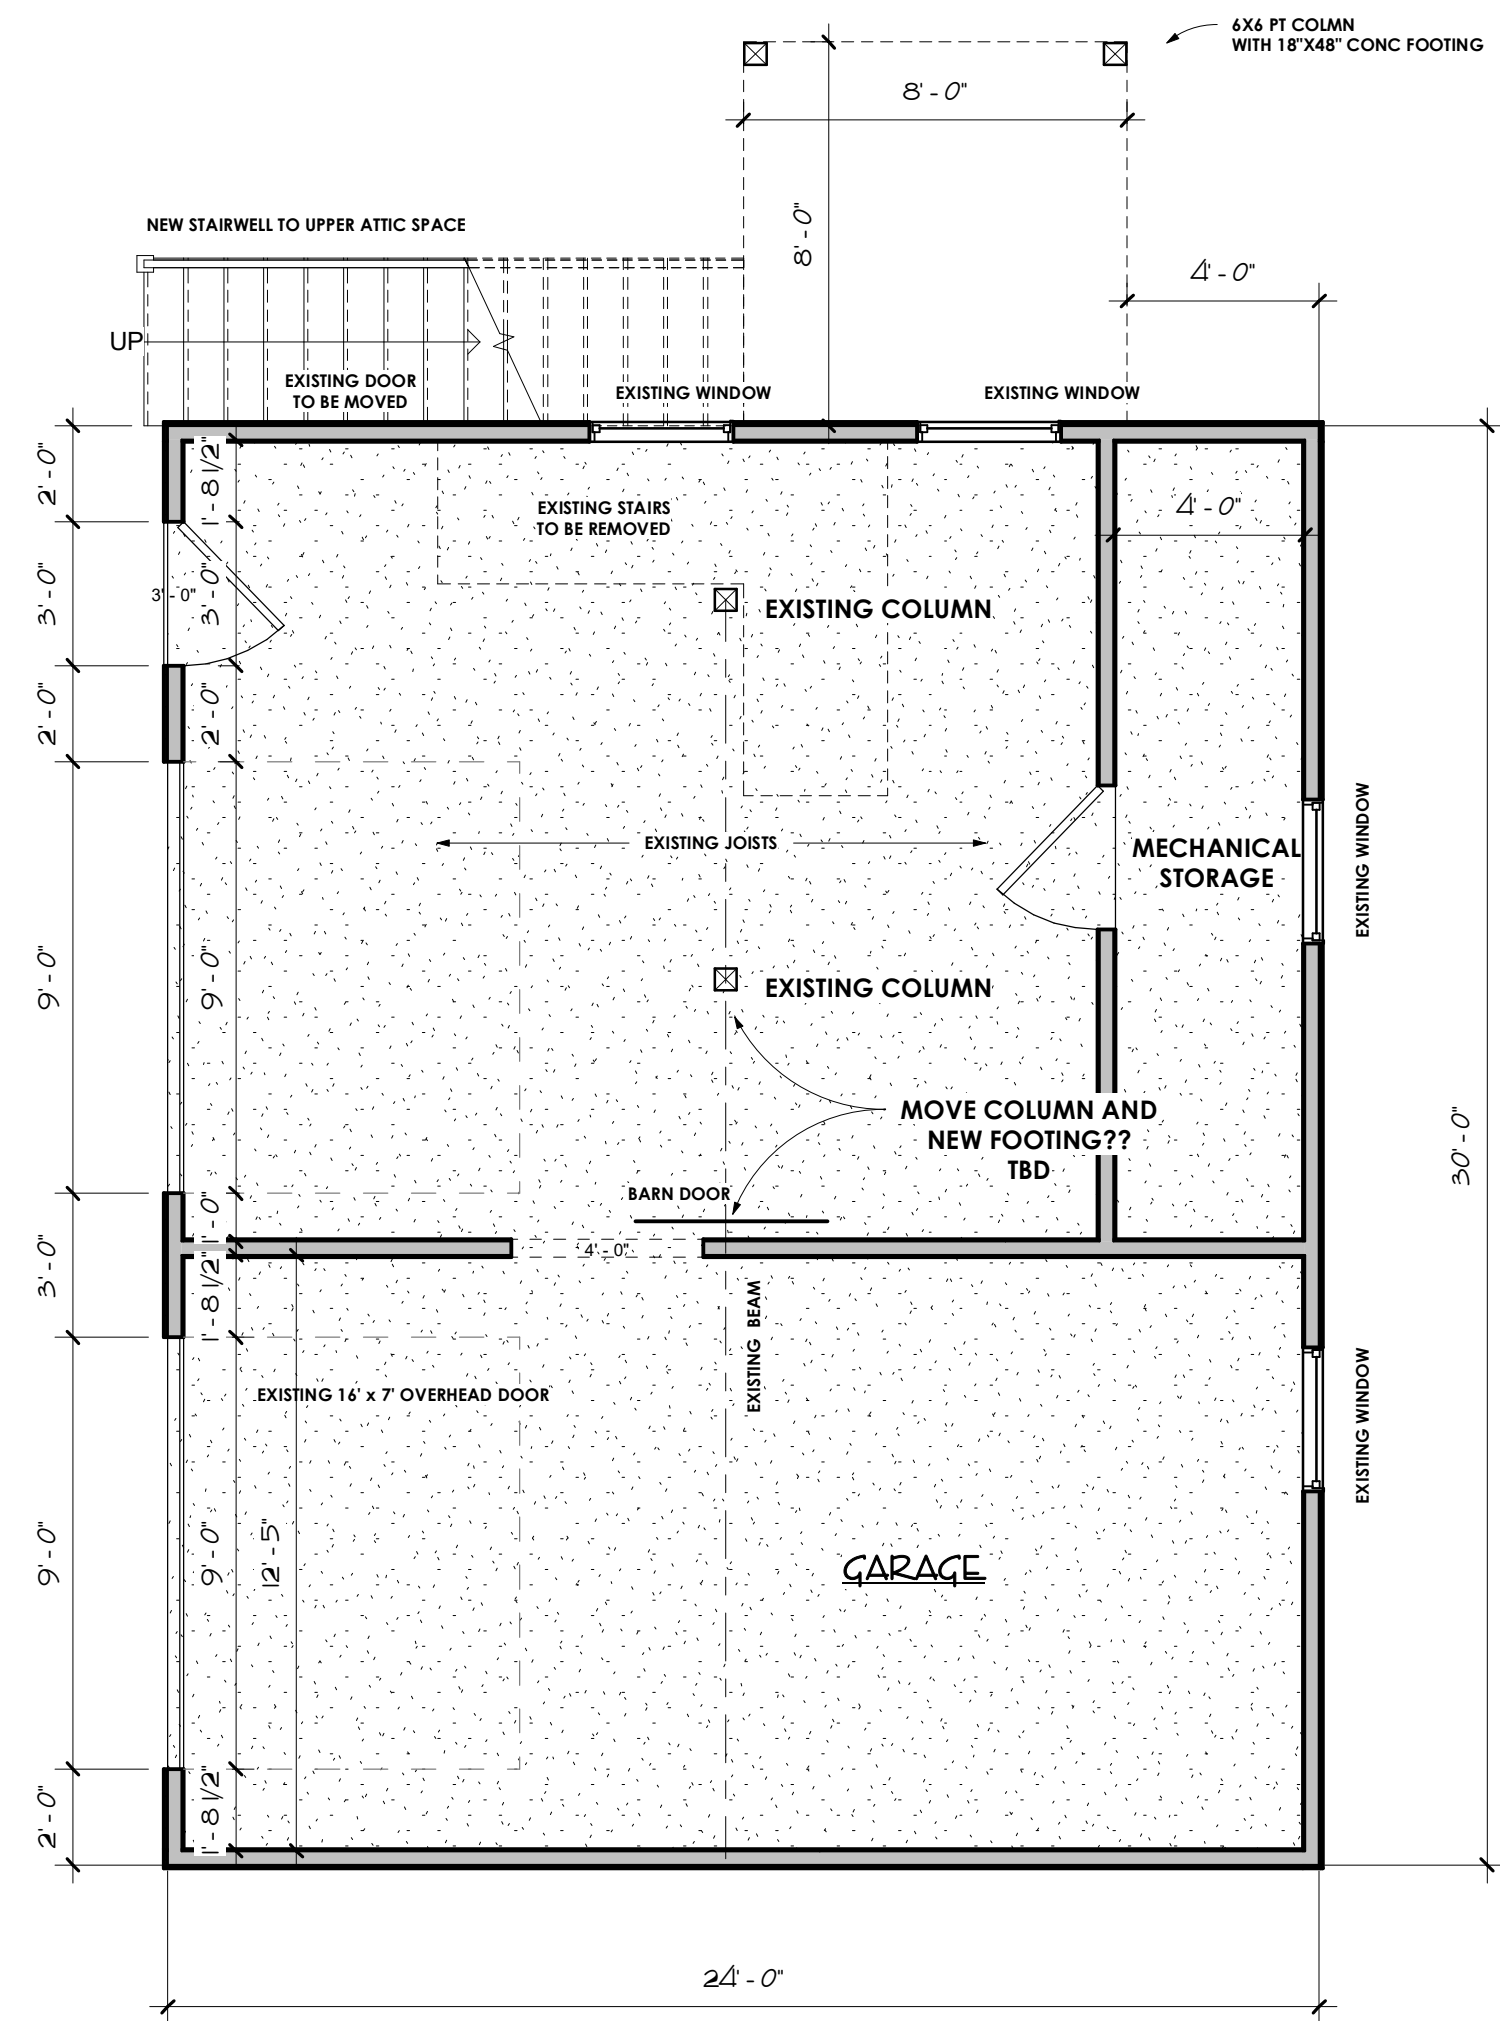 6X6 PT COLMN
WITH 18"X48" CONC FOOTING
8' - 0"
8' - 0"
NEW STAIRWELL TO UPPER ATTIC SPACE
4' - 0"
UP
EXISTING DOOR
TO BE MOVED
EXISTING WINDOW
EXISTING WINDOW
2' - 0"
1' - 8 1/2"
EXISTING STAIRS
TO BE REMOVED
4' - 0"
3' - 0"
3' - 0"
3' - 0"
EXISTING COLUMN
2' - 0"
2' - 0"
EXISTING JOISTS
MECHANICAL
STORAGE
EXISTING WINDOW
9' - 0"
9' - 0"
EXISTING COLUMN
MOVE COLUMN AND
NEW FOOTING??
TBD
30' - 0"
BARN DOOR
1' - 0"
4' - 0"
3' - 0"
1' - 8 1/2"
EXISTING BEAM
EXISTING 16' x 7' OVERHEAD DOOR
EXISTING WINDOW
9' - 0"
9' - 0"
12' - 5"
GARAGE
2' - 0"
1' - 8 1/2"
24' - 0"